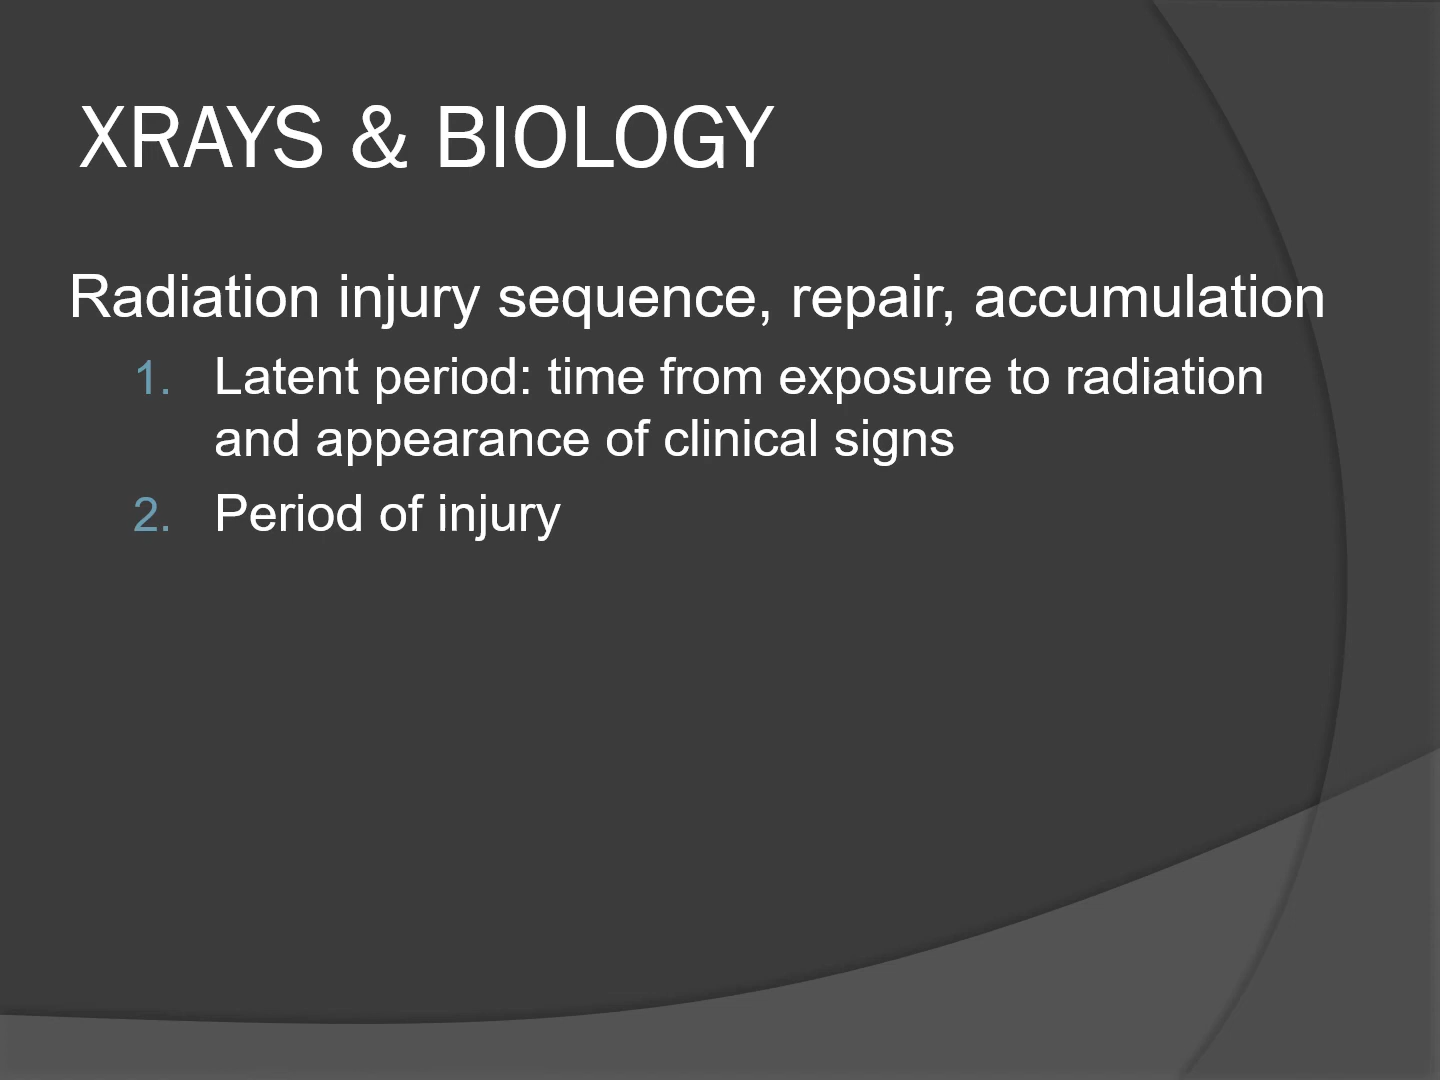 XRAYS & BIOLOGY
Radiation injury sequence, repair, accumulation
1. Latent period: time from exposure to radiation
and appearance of clinical signs
2. Period of injury